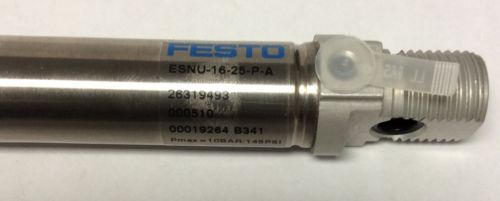 FESTO
ESNU-16-25-P-A
26319493
000510
00019264 B341
Pmax=10BAR/145PSI